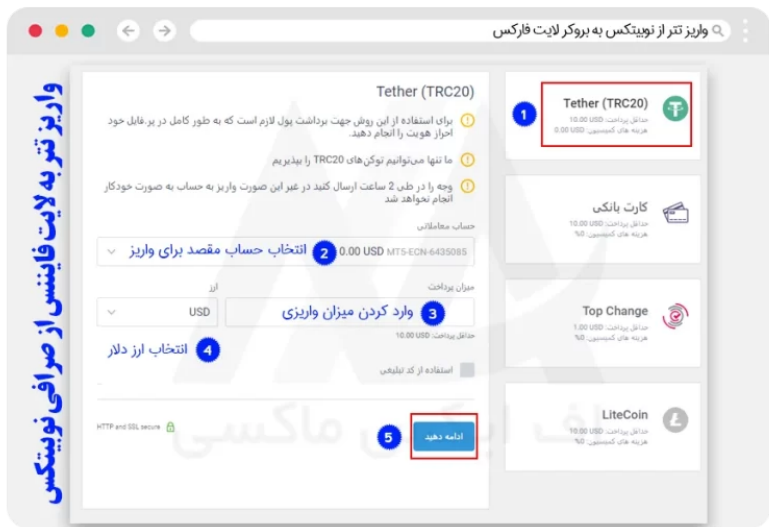 واریز تتر از نوبیتکس به بروکر لایت فارکس
واریز تتر به لایت فایننس از صرافی نوبیتکس
Tether (TRC20)
حداقل پرداخت: 10.00 USD
هزینه های کمیسیون: 0.00 USD
1
کارت بانکی
حداقل پرداخت: 10.00 USD
هزینه های کمیسیون: 0%
Top Change
حداقل پرداخت: 1.00 USD
هزینه های کمیسیون: 0%
LiteCoin
حداقل پرداخت: 10.00 USD
هزینه های کمیسیون: 0%
Tether (TRC20)
برای استفاده از این روش جهت برداشت پول لازم است که به طور کامل در پر.فایل خود
احراز هویت را انجام دهید.
ما تنها می‌توانیم توکن‌های TRC20 را بپذیریم
وجه را در طی 2 ساعت ارسال کنید در غیر این صورت واریز به حساب به صورت خودکار
انجام نخواهد شد
حساب معاملاتی
MT5-ECN-6435085 0.00 USD
2 انتخاب حساب مقصد برای واریز
میزان پرداخت
ارز
3 وارد کردن میزان واریزی
USD
حداقل پرداخت: 10.00 USD
4 انتخاب ارز دلار
استفاده از کد تبلیغی
ادامه دهید
5
HTTP and SSL secure
الف اپکس ماکسی